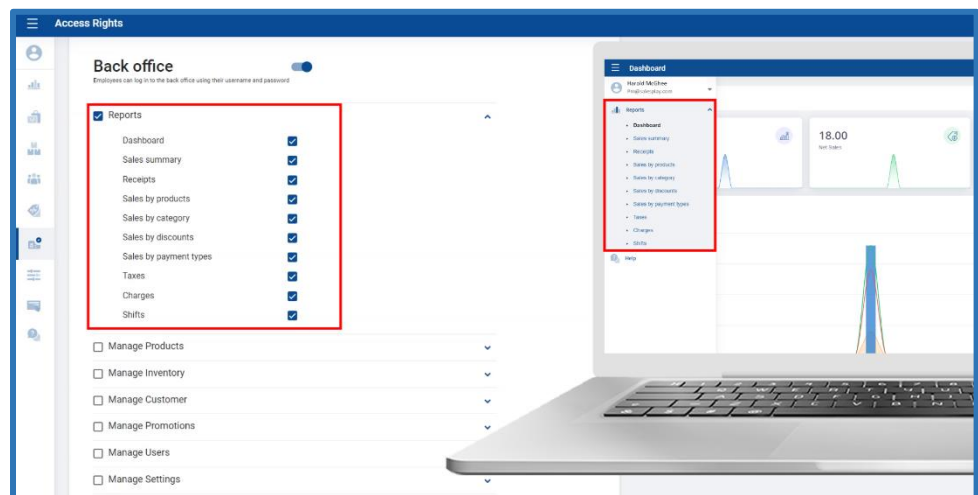 Access Rights
Back office
Employees can log in to the back office using their username and password
Reports
Dashboard
Sales summary
Receipts
Sales by products
Sales by category
Sales by discounts
Sales by payment types
Taxes
Charges
Shifts
Manage Products
Manage Inventory
Manage Customer
Manage Promotions
Manage Users
Manage Settings
Dashboard
Harald McGhee
Reports
Dashboard
Sales summary
Receipts
Sales by products
Sales by category
Sales by discounts
Sales by payment types
Taxes
Charges
Shifts
Help
18.00
Net Sales